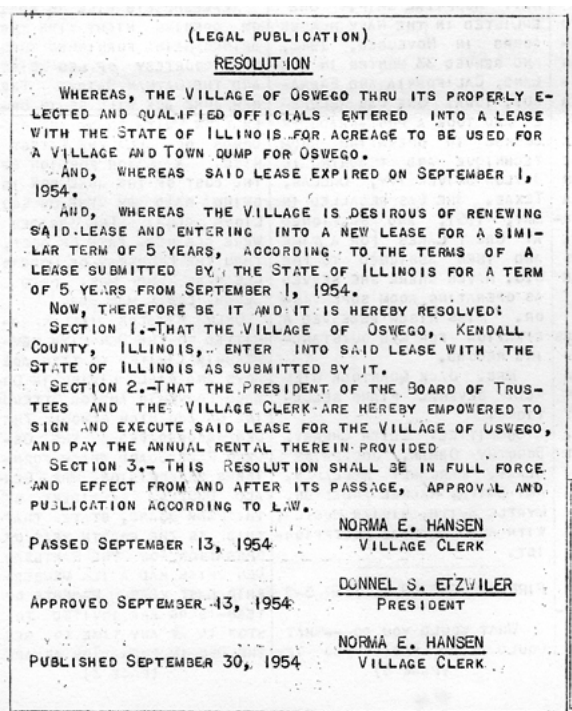 (LEGAL PUBLICATION)
RESOLUTION
WHEREAS, THE VILLAGE OF OSWEGO THRU ITS PROPERLY E-
LECTED AND QUALIFIED OFFICIALS ENTERED INTO A LEASE
WITH THE STATE OF ILLINOIS FOR ACREAGE TO BE USED FOR
A VILLAGE AND TOWN DUMP FOR OSWEGO.
AND, WHEREAS SAID LEASE EXPIRED ON SEPTEMBER 1,
1954.
AND, WHEREAS THE VILLAGE IS DESIROUS OF RENEWING
SAID LEASE AND ENTERING INTO A NEW LEASE FOR A SIMI-
LAR TERM OF 5 YEARS, ACCORDING TO THE TERMS OF A
LEASE SUBMITTED BY THE STATE OF ILLINOIS FOR A TERM
OF 5 YEARS FROM SEPTEMBER 1, 1954.
NOW, THEREFORE BE IT AND IT IS HEREBY RESOLVED:
SECTION 1.-THAT THE VILLAGE OF OSWEGO, KENDALL
COUNTY, ILLINOIS, ENTER INTO SAID LEASE WITH THE
STATE OF ILLINOIS AS SUBMITTED BY IT.
SECTION 2.-THAT THE PRESIDENT OF THE BOARD OF TRUS-
TEES AND THE VILLAGE CLERK ARE HEREBY EMPOWERED TO
SIGN AND EXECUTE SAID LEASE FOR THE VILLAGE OF OSWEGO,
AND PAY THE ANNUAL RENTAL THEREIN PROVIDED
SECTION 3.- THIS RESOLUTION SHALL BE IN FULL FORCE
AND EFFECT FROM AND AFTER ITS PASSAGE, APPROVAL AND
PUBLICATION ACCORDING TO LAW.
NORMA E. HANSEN
PASSED SEPTEMBER 13, 1954 VILLAGE CLERK
DONNEL S. ETZWILER
APPROVED SEPTEMBER 13, 1954 PRESIDENT
NORMA E. HANSEN
PUBLISHED SEPTEMBER 30, 1954 VILLAGE CLERK